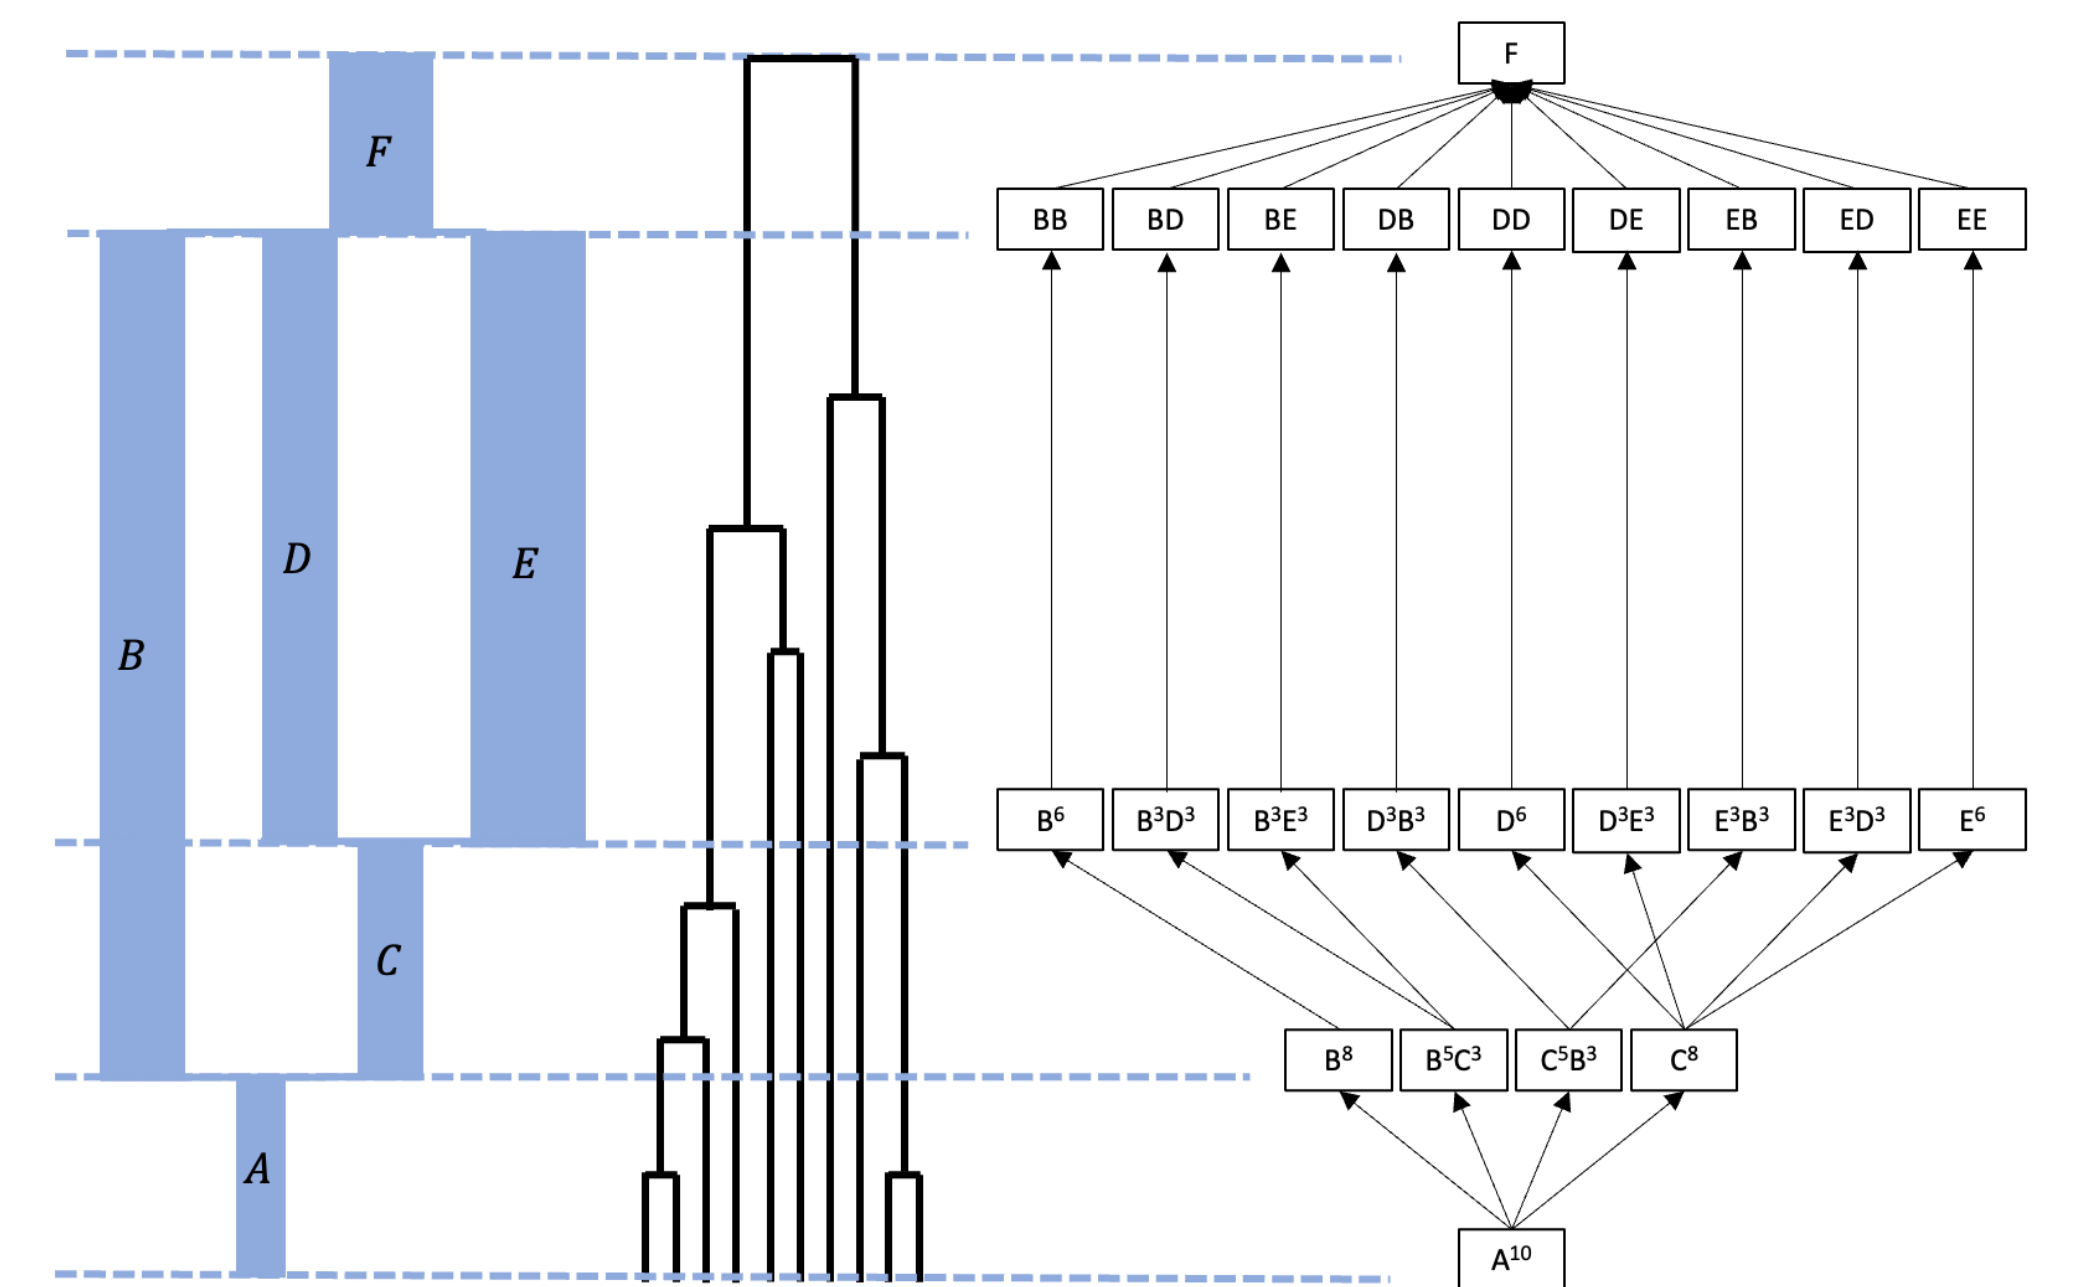 F
F
BB BD BE DB DD DE EB ED EE
D
E
B
B⁶ B³D³ B³E³ D³B³ D⁶ D³E³ E³B³ E³D³ E⁶
C
B⁸ B⁵C³ C⁵B³ C⁸
A
A¹⁰